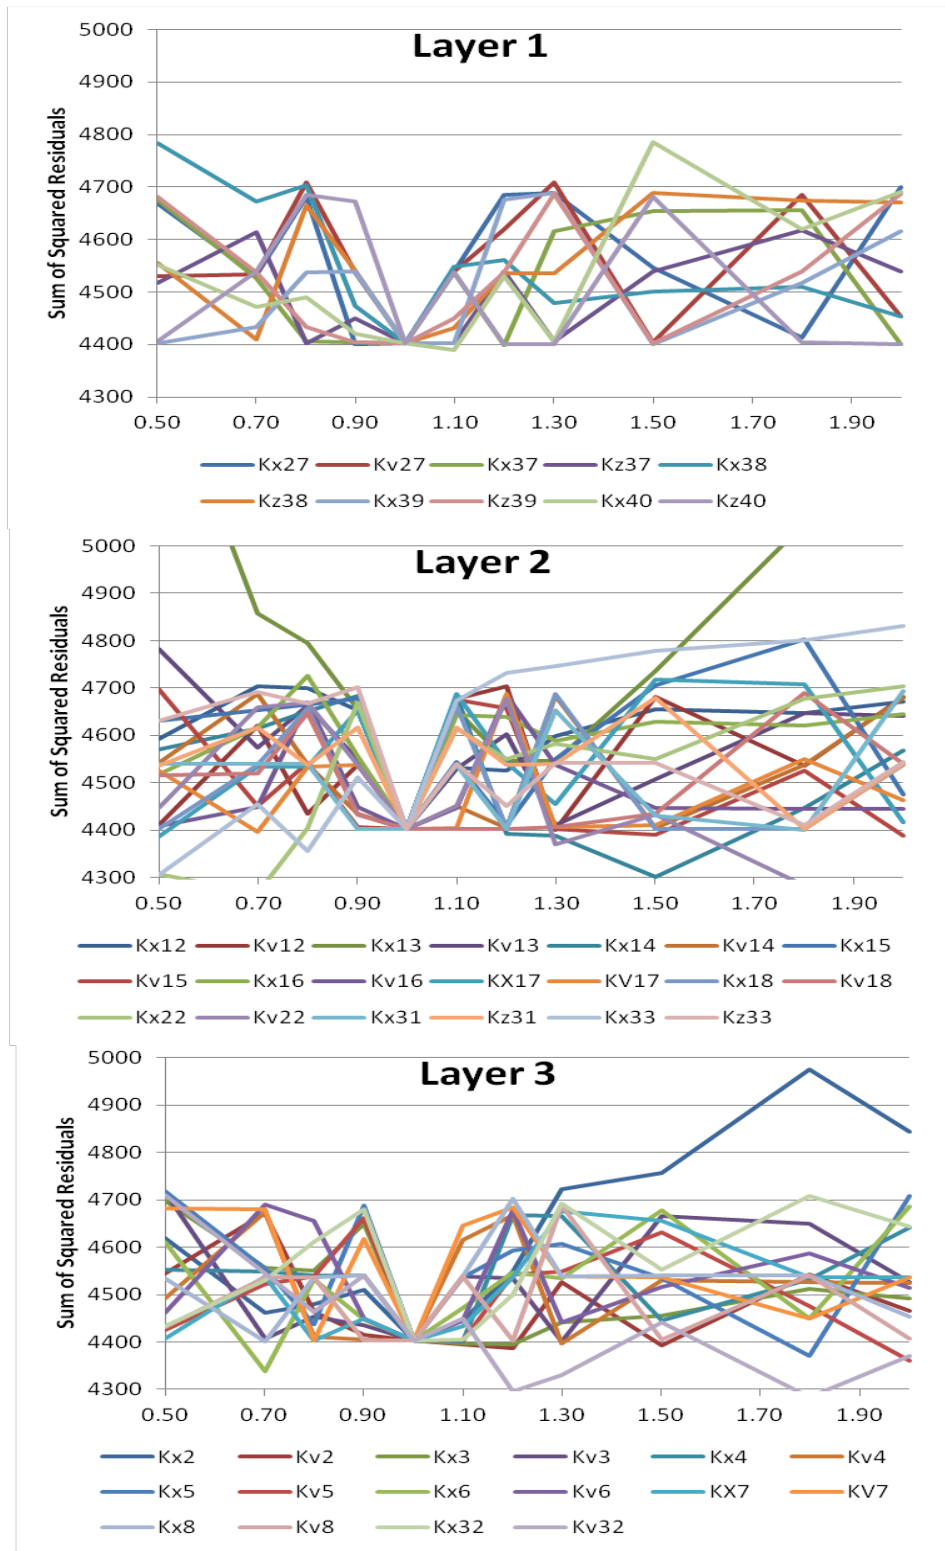 Layer 1
Sum of Squared Residuals
5000
4900
4800
4700
4600
4500
4400
4300
0.50 0.70 0.90 1.10 1.30 1.50 1.70 1.90
Kx27 Kv27 Kx37 Kz37 Kx38
Kz38 Kx39 Kz39 Kx40 Kz40
Layer 2
Sum of Squared Residuals
5000
4900
4800
4700
4600
4500
4400
4300
0.50 0.70 0.90 1.10 1.30 1.50 1.70 1.90
Kx12 Kv12 Kx13 Kv13 Kx14 Kv14 Kx15
Kv15 Kx16 Kv16 KX17 KV17 Kx18 Kv18
Kx22 Kv22 Kx31 Kz31 Kx33 Kz33
Layer 3
Sum of Squared Residuals
5000
4900
4800
4700
4600
4500
4400
4300
0.50 0.70 0.90 1.10 1.30 1.50 1.70 1.90
Kx2 Kv2 Kx3 Kv3 Kx4 Kv4
Kx5 Kv5 Kx6 Kv6 KX7 KV7
Kx8 Kv8 Kx32 Kv32